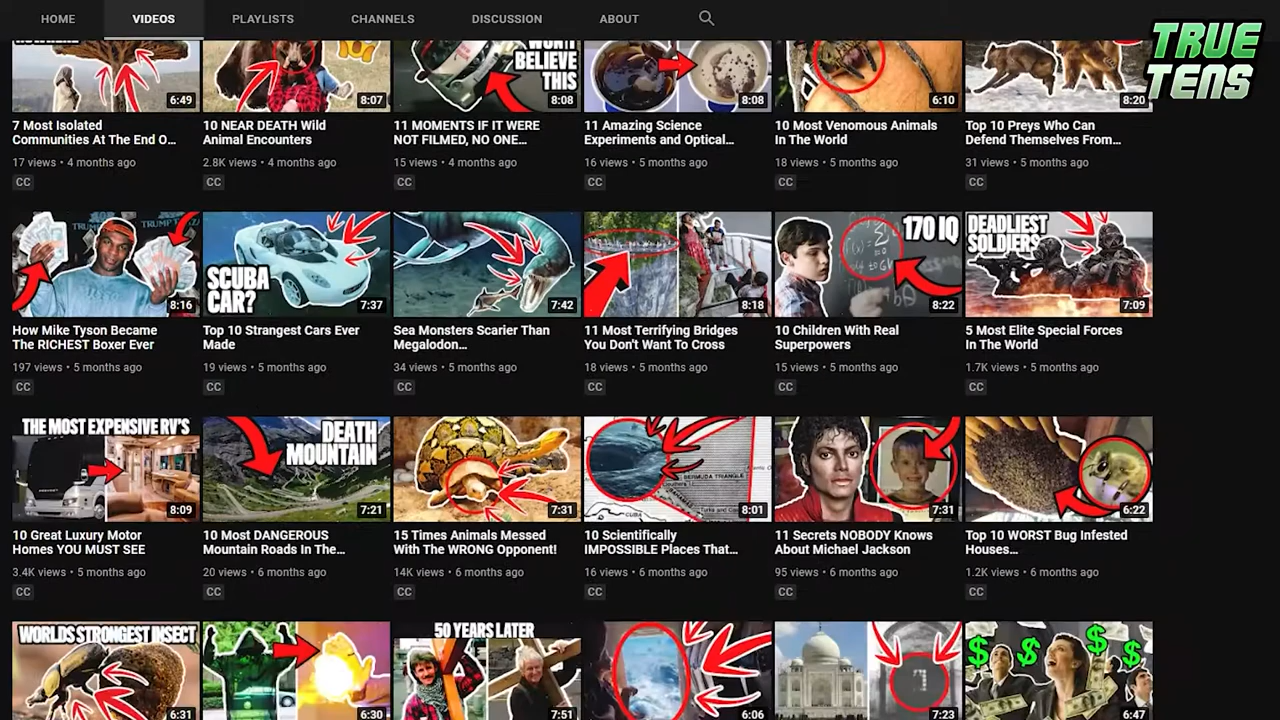 HOME VIDEOS PLAYLISTS CHANNELS DISCUSSION ABOUT
TRUE
TENS
WON'T
BELIEVE
THIS
6:49 8:07 8:08 8:08 6:10 8:20
7 Most Isolated
Communities At The End O...
17 views • 4 months ago
CC
10 NEAR DEATH Wild
Animal Encounters
2.8K views • 4 months ago
CC
11 MOMENTS IF IT WERE
NOT FILMED, NO ONE...
15 views • 4 months ago
CC
11 Amazing Science
Experiments and Optical...
16 views • 5 months ago
CC
10 Most Venomous Animals
In The World
18 views • 5 months ago
CC
Top 10 Preys Who Can
Defend Themselves From...
31 views • 5 months ago
CC
8:16
How Mike Tyson Became
The RICHEST Boxer Ever
197 views • 5 months ago
CC
SCUBA
CAR?
7:37
Top 10 Strangest Cars Ever
Made
19 views • 5 months ago
CC
7:42
Sea Monsters Scarier Than
Megalodon...
34 views • 5 months ago
CC
8:18
11 Most Terrifying Bridges
You Don't Want To Cross
18 views • 5 months ago
CC
170 IQ
8:22
10 Children With Real
Superpowers
15 views • 5 months ago
CC
DEADLIEST
SOLDIERS
7:09
5 Most Elite Special Forces
In The World
1.7K views • 5 months ago
CC
THE MOST EXPENSIVE RV'S
8:09
10 Great Luxury Motor
Homes YOU MUST SEE
3.4K views • 5 months ago
CC
DEATH
MOUNTAIN
7:21
10 Most DANGEROUS
Mountain Roads In The...
20 views • 6 months ago
CC
7:31
15 Times Animals Messed
With The WRONG Opponent!
14K views • 6 months ago
CC
BERMUDA TRIANGLE
CUBA
8:01
10 Scientifically
IMPOSSIBLE Places That...
16 views • 6 months ago
CC
7:31
11 Secrets NOBODY Knows
About Michael Jackson
95 views • 6 months ago
CC
6:22
Top 10 WORST Bug Infested
Houses...
1.2K views • 6 months ago
CC
WORLDS STRONGEST INSECT
6:31
6:30
50 YEARS LATER
7:51
6:06
7:23
6:47